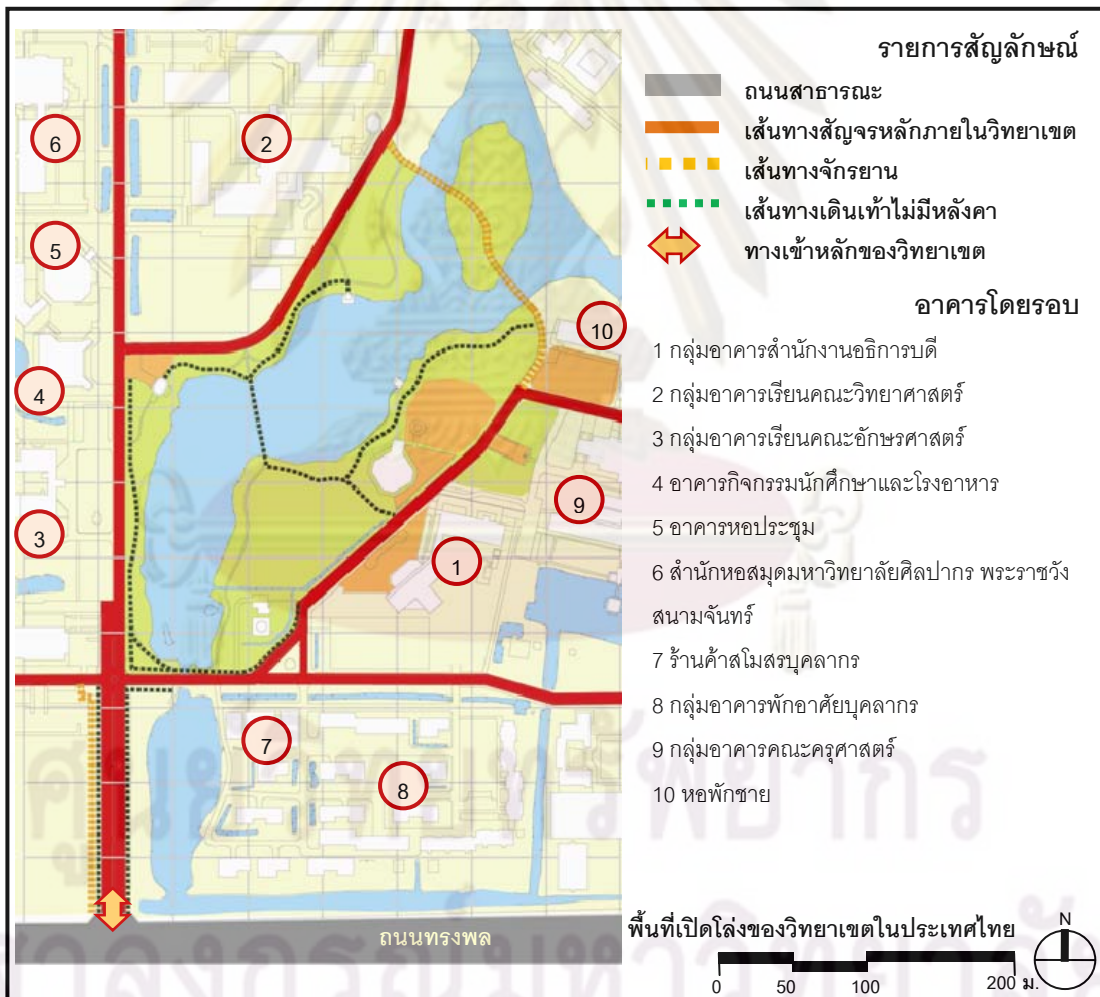 รายการสัญลักษณ์
ถนนสาธารณะ
เส้นทางสัญจรหลักภายในวิทยาเขต
เส้นทางจักรยาน
เส้นทางเดินเท้าไม่มีหลังคา
ทางเข้าหลักของวิทยาเขต
อาคารโดยรอบ
1 กลุ่มอาคารสำนักงานอธิการบดี
2 กลุ่มอาคารเรียนคณะวิทยาศาสตร์
3 กลุ่มอาคารเรียนคณะอักษรศาสตร์
4 อาคารกิจกรรมนักศึกษาและโรงอาหาร
5 อาคารหอประชุม
6 สำนักหอสมุดมหาวิทยาลัยศิลปากร พระราชวัง
สนามจันทร์
7 ร้านค้าสโมสรบุคลากร
8 กลุ่มอาคารพักอาศัยบุคลากร
9 กลุ่มอาคารคณะครุศาสตร์
10 หอพักชาย
6
2
5
10
4
9
3
1
7
8
ถนนทรงพล
พื้นที่เปิดโล่งของวิทยาเขตในประเทศไทย
N
0 50 100 200 ม.